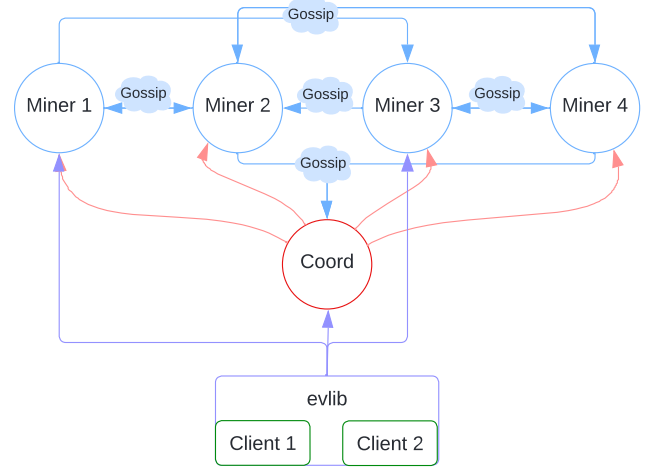 Gossip
Miner 1
Gossip
Miner 2
Gossip
Miner 3
Gossip
Miner 4
Gossip
Coord
evlib
Client 1
Client 2